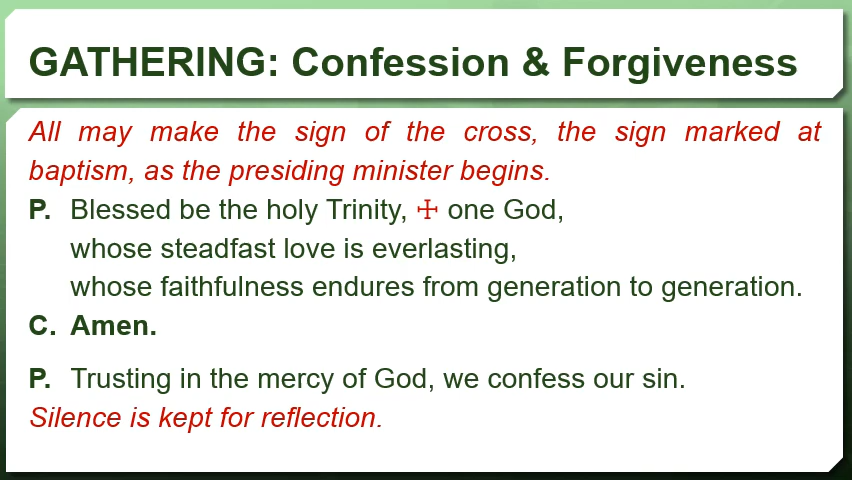 GATHERING: Confession & Forgiveness
All may make the sign of the cross, the sign marked at
baptism, as the presiding minister begins.
P. Blessed be the holy Trinity, ☩ one God,
whose steadfast love is everlasting,
whose faithfulness endures from generation to generation.
C. Amen.
P. Trusting in the mercy of God, we confess our sin.
Silence is kept for reflection.